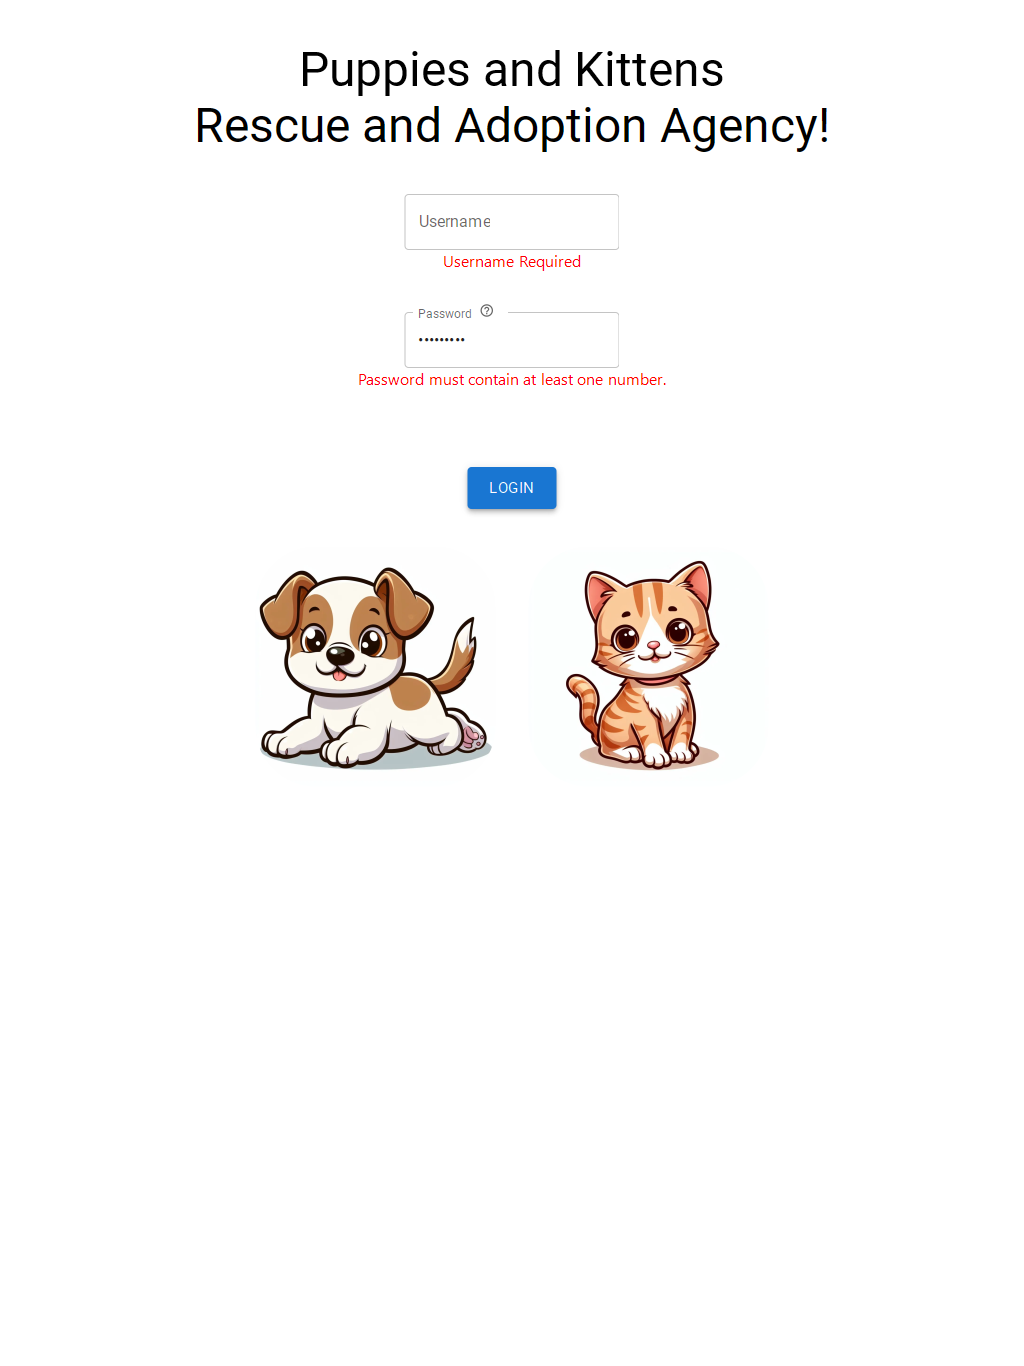 Puppies and Kittens
Rescue and Adoption Agency!
Username
Username Required
Password
•••••••••
Password must contain at least one number.
LOGIN